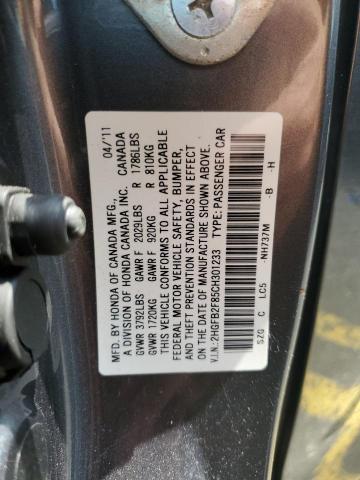 MFD. BY HONDA OF CANADA MFG., 04/'11
A DIVISION OF HONDA CANADA INC. CANADA
GVWR 3792LBS GAWR F 2029LBS R 1786LBS
GVWR 1720KG GAWR F 920KG R 810KG
THIS VEHICLE CONFORMS TO ALL APPLICABLE
FEDERAL MOTOR VEHICLE SAFETY, BUMPER,
AND THEFT PREVENTION STANDARDS IN EFFECT
ON THE DATE OF MANUFACTURE SHOWN ABOVE.
V.I.N.: 2HGFB2F85CH301233 TYPE: PASSENGER CAR
SZG C LC5 NH737M -B -H